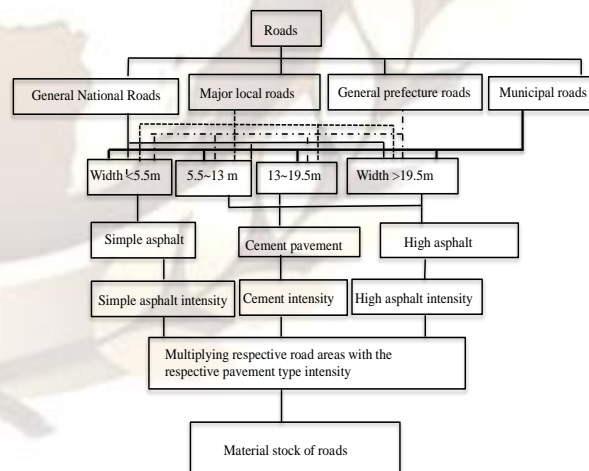 Roads
General National Roads
Major local roads
General prefecture roads
Municipal roads
Width <5.5m
5.5~13 m
13~19.5m
Width >19.5m
Simple asphalt
Cement pavement
High asphalt
Simple asphalt intensity
Cement intensity
High asphalt intensity
Multiplying respective road areas with the
respective pavement type intensity
Material stock of roads